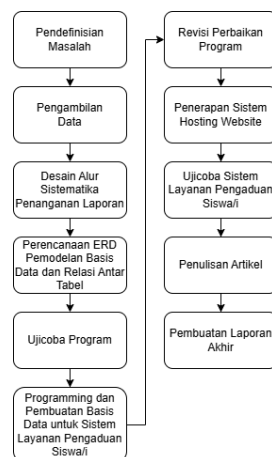 Pendefinisian
Masalah
Pengambilan
Data
Desain Alur
Sistematika
Penanganan Laporan
Perencanaan ERD
Pemodelan Basis
Data dan Relasi Antar
Tabel
Ujicoba Program
Programming dan
Pembuatan Basis
Data untuk Sistem
Layanan Pengaduan
Siswa/i
Revisi Perbaikan
Program
Penerapan Sistem
Hosting Website
Ujicoba Sistem
Layanan Pengaduan
Siswa/i
Penulisan Artikel
Pembuatan Laporan
Akhir